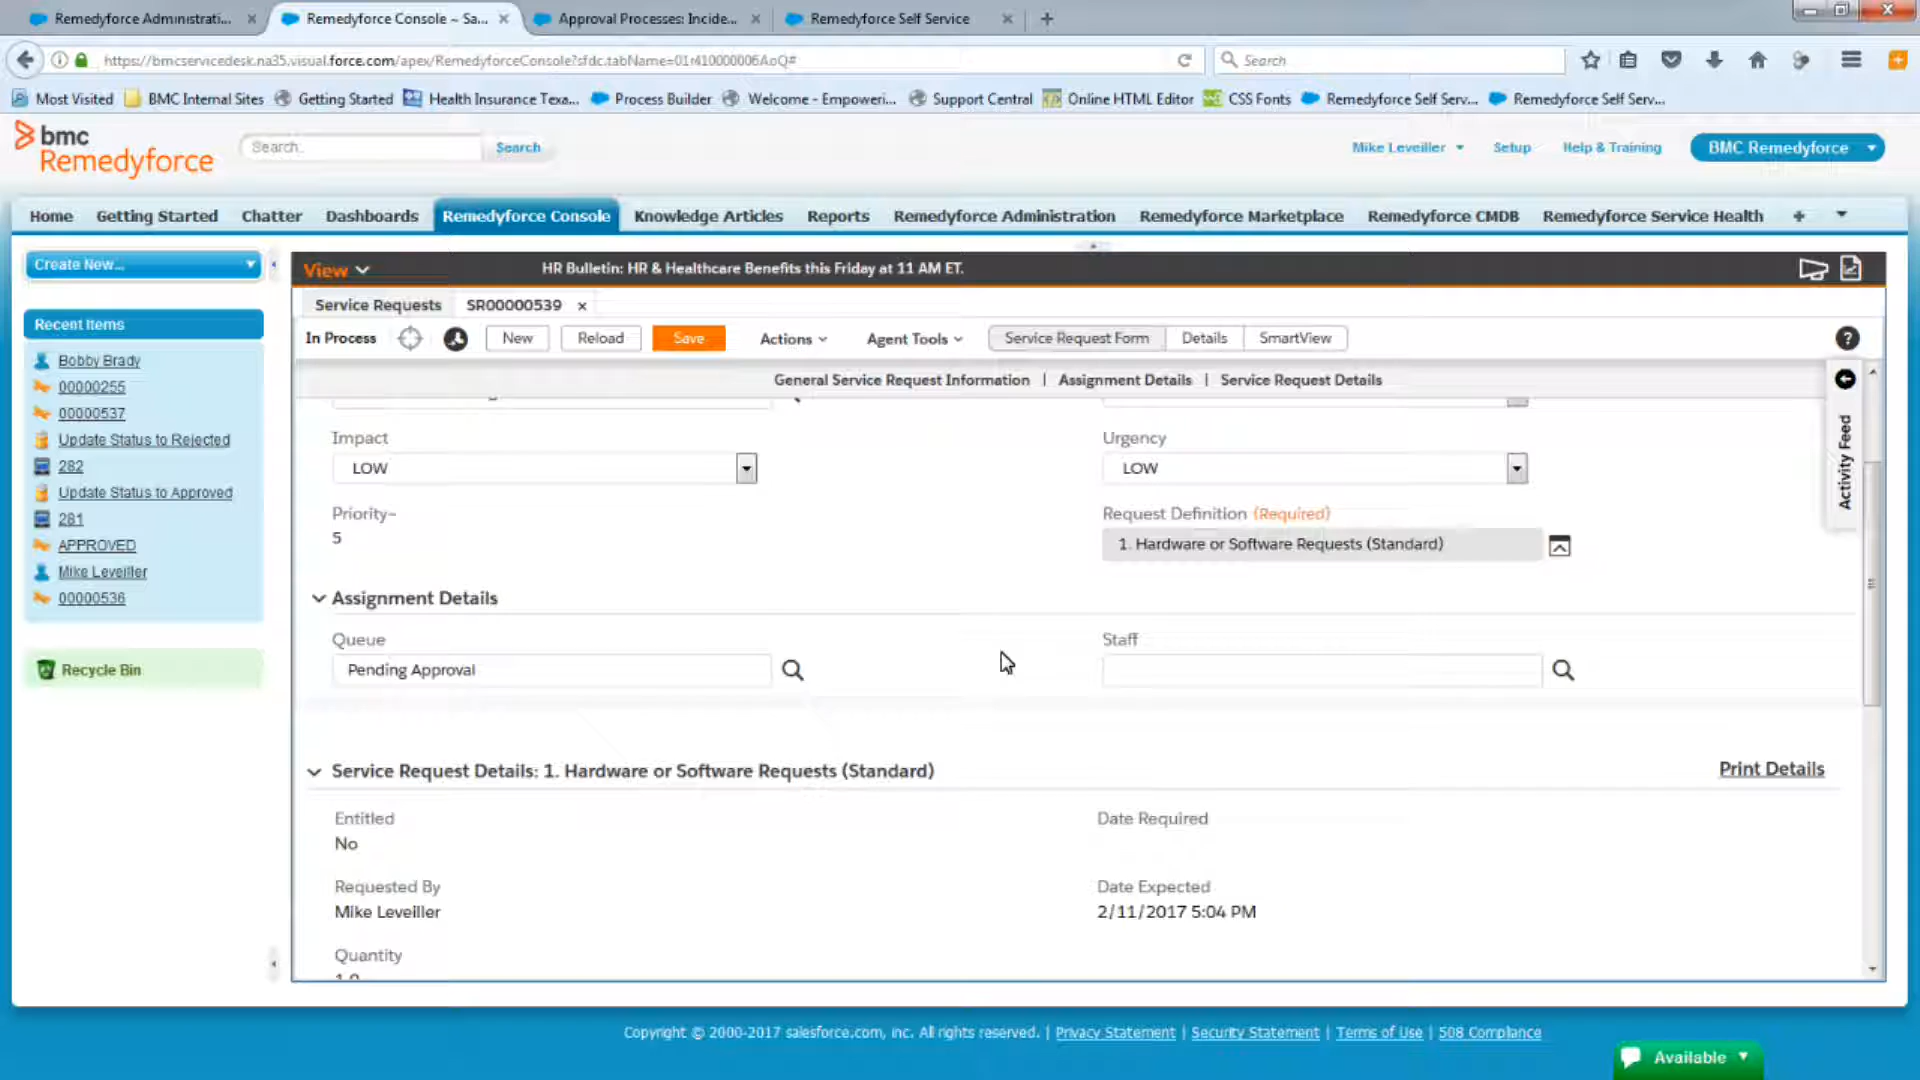 Remedyforce Administrati...
Remedyforce Console ~ Sa...
Approval Processes: Incide...
Remedyforce Self Service
https://bmcservicedesk.na35.visual.force.com/apex/RemedyforceConsole?sfdc.tabName=01r410000006AoQ#
Search
Most Visited
BMC Internal Sites
Getting Started
Health Insurance Texa...
Process Builder
Welcome - Empoweri...
Support Central
Online HTML Editor
CSS Fonts
Remedyforce Self Serv...
Remedyforce Self Serv...
bmc
Remedyforce
Search...
Search
Mike Leveiller
Setup
Help & Training
BMC Remedyforce
Home
Getting Started
Chatter
Dashboards
Remedyforce Console
Knowledge Articles
Reports
Remedyforce Administration
Remedyforce Marketplace
Remedyforce CMDB
Remedyforce Service Health
Create New...
Recent Items
Bobby Brady
00000255
00000537
Update Status to Rejected
282
Update Status to Approved
281
APPROVED
Mike Leveiller
00000536
Recycle Bin
View
HR Bulletin: HR & Healthcare Benefits this Friday at 11 AM ET.
Service Requests
SR00000539
In Process
New
Reload
Save
Actions
Agent Tools
Service Request Form
Details
SmartView
General Service Request Information | Assignment Details | Service Request Details
Activity Feed
Impact
LOW
Urgency
LOW
Priority~
5
Request Definition (Required)
1. Hardware or Software Requests (Standard)
Assignment Details
Queue
Pending Approval
Staff
Service Request Details: 1. Hardware or Software Requests (Standard)
Print Details
Entitled
No
Date Required
Requested By
Mike Leveiller
Date Expected
2/11/2017 5:04 PM
Quantity
Copyright © 2000-2017 salesforce.com, inc. All rights reserved. | Privacy Statement | Security Statement | Terms of Use | 508 Compliance
Available